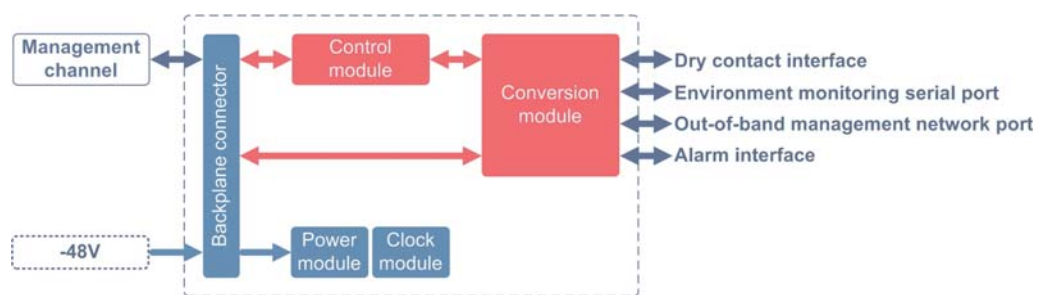 Management
channel
Backplane connector
Control
module
Conversion
module
Dry contact interface
Environment monitoring serial port
Out-of-band management network port
Alarm interface
-48V
Power
module
Clock
module